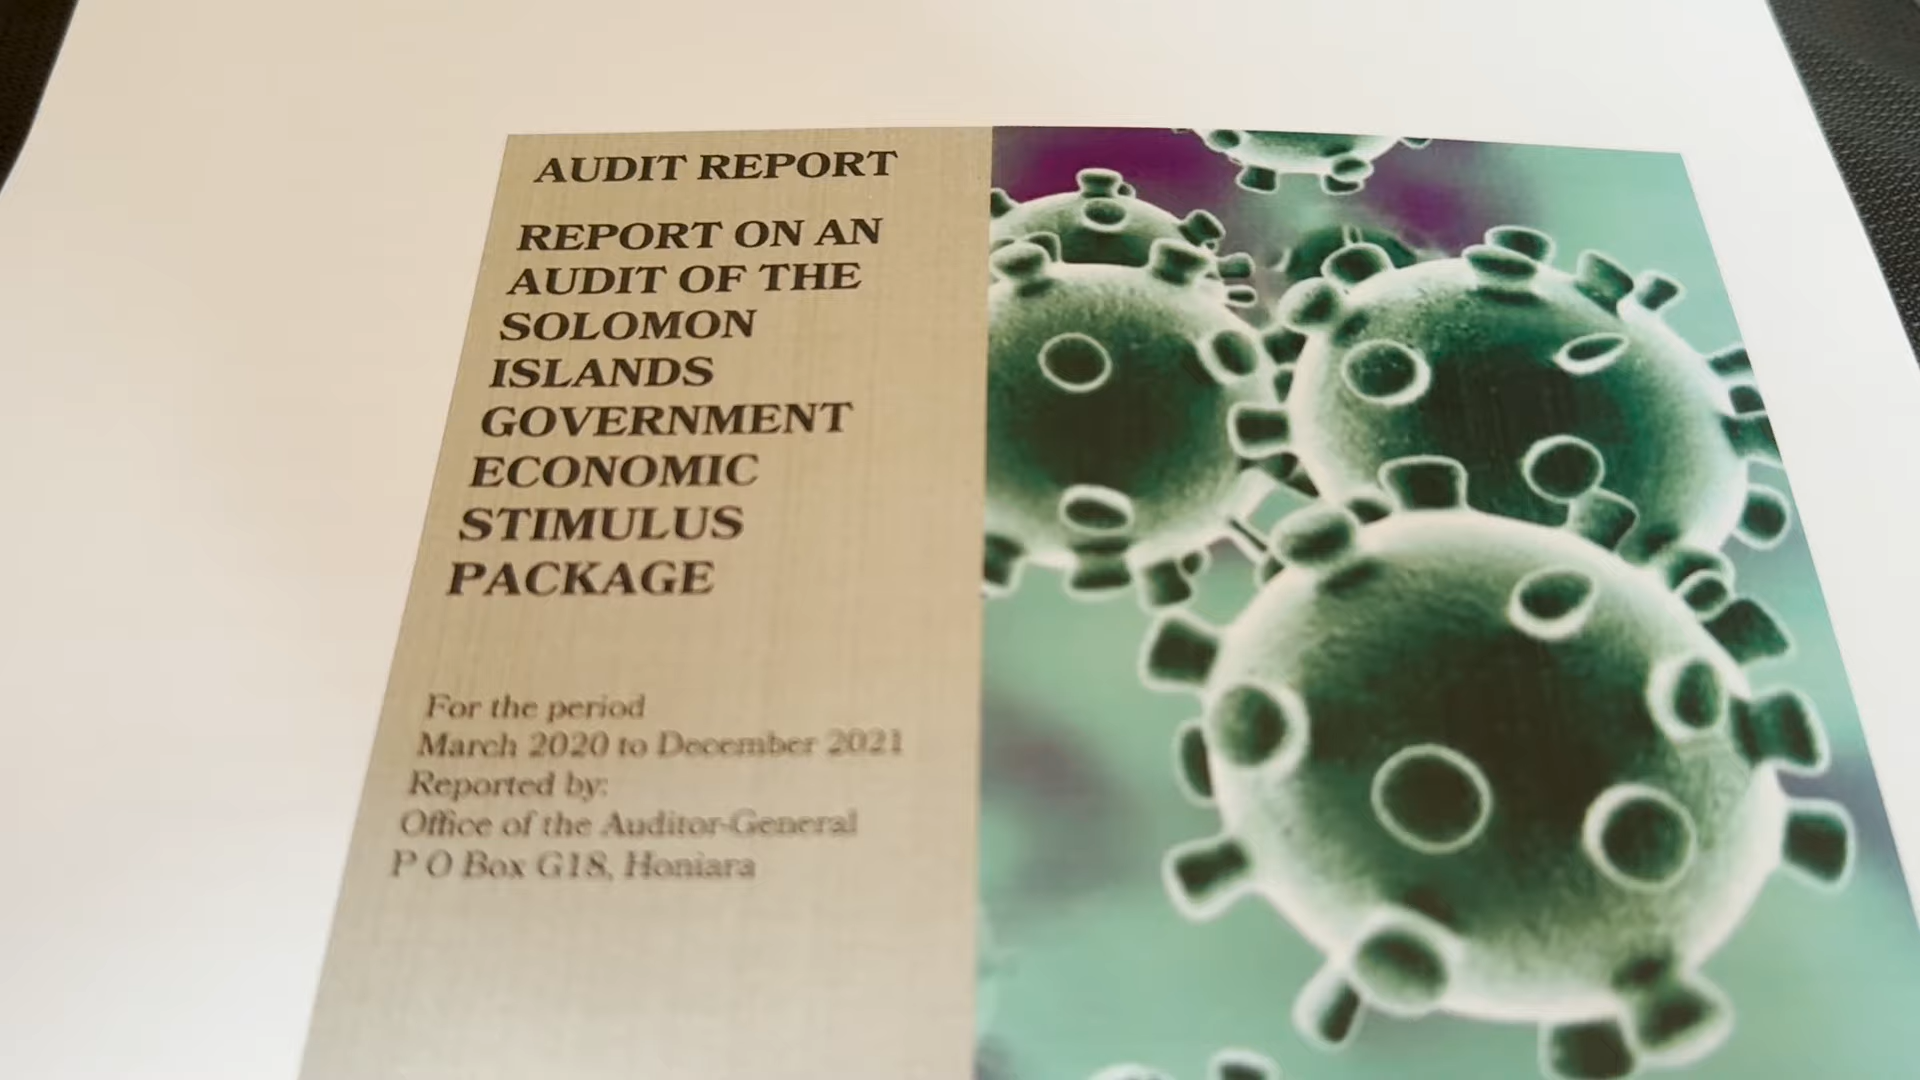 AUDIT REPORT
REPORT ON AN
AUDIT OF THE
SOLOMON
ISLANDS
GOVERNMENT
ECONOMIC
STIMULUS
PACKAGE
For the period
March 2020 to December 2021
Reported by:
Office of the Auditor-General
P O Box G18, Honiara